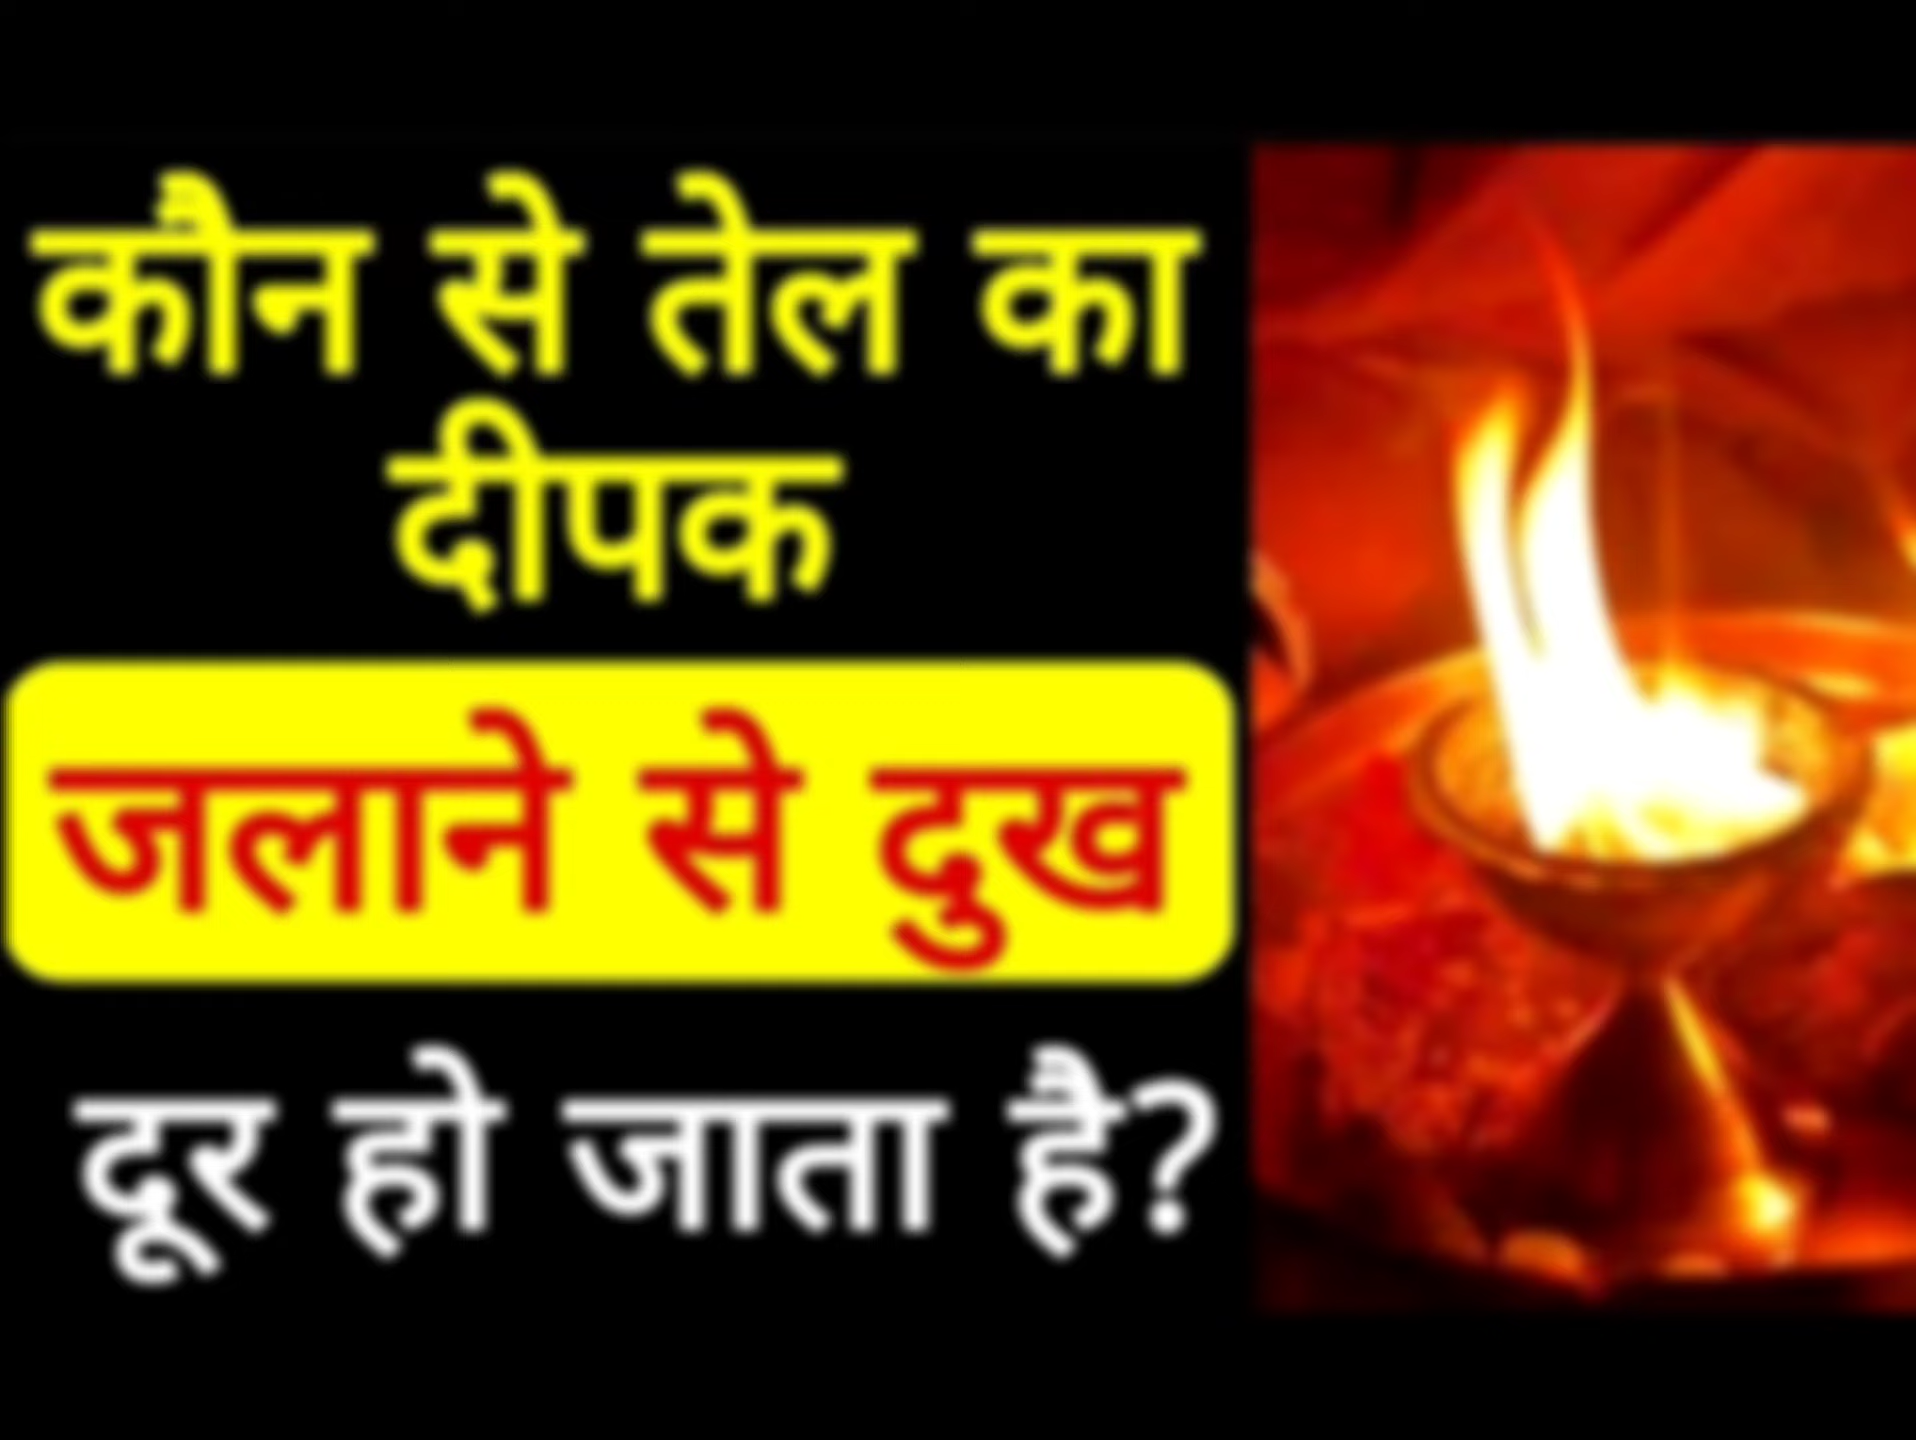 कौन से तेल का
दीपक
जलाने से दुख
दूर हो जाता है?